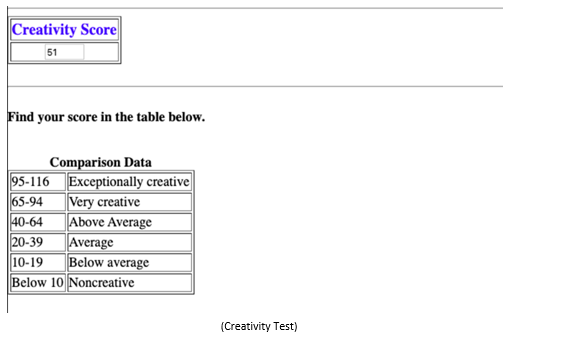 Creativity Score
51
Find your score in the table below.
Comparison Data
95-116 Exceptionally creative
65-94 Very creative
40-64 Above Average
20-39 Average
10-19 Below average
Below 10 Noncreative
(Creativity Test)